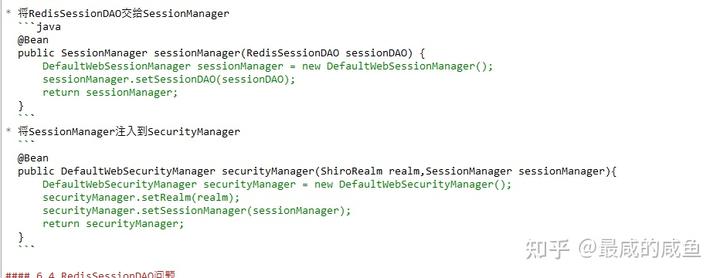 * 将RedisSessionDAO交给SessionManager
```java
@Bean
public SessionManager sessionManager(RedisSessionDAO sessionDAO) {
DefaultWebSessionManager sessionManager = new DefaultWebSessionManager();
sessionManager.setSessionDAO(sessionDAO);
return sessionManager;
}
```
* 将SessionManager注入到SecurityManager
```
@Bean
public DefaultWebSecurityManager securityManager(ShiroRealm realm,SessionManager sessionManager){
DefaultWebSecurityManager securityManager = new DefaultWebSecurityManager();
securityManager.setRealm(realm);
securityManager.setSessionManager(sessionManager);
return securityManager;
}
```
知乎 @最咸的咸鱼
#### 6.4 RedisSessionDAO问题